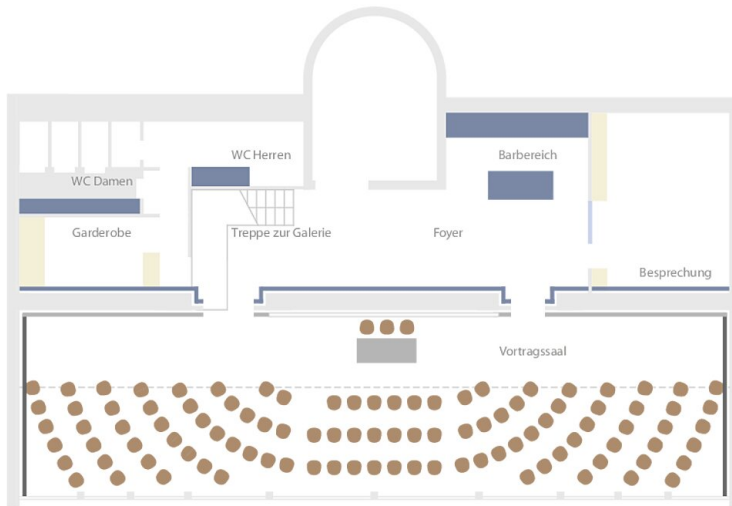 WC Herren
Barbereich
WC Damen
Garderobe
Treppe zur Galerie
Foyer
Besprechung
Vortragssaal